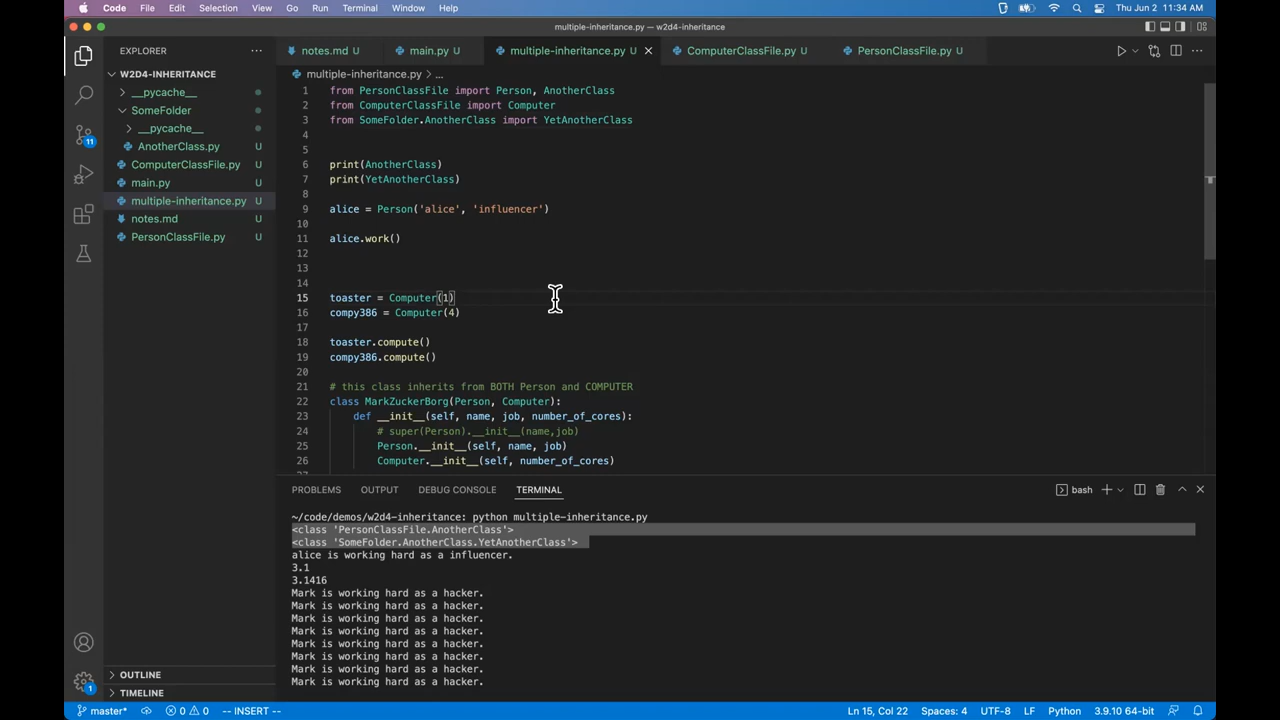 Code File Edit Selection View Go Run Terminal Window Help Thu Jun 2 11:34 AM
multiple-inheritance.py — w2d4-inheritance
EXPLORER
W2D4-INHERITANCE
__pycache__
SomeFolder
__pycache__
AnotherClass.py U
ComputerClassFile.py U
main.py U
multiple-inheritance.py U
notes.md U
PersonClassFile.py U
OUTLINE
TIMELINE
11
1
notes.md U main.py U multiple-inheritance.py U ComputerClassFile.py U PersonClassFile.py U
multiple-inheritance.py > ...
1 from PersonClassFile import Person, AnotherClass
2 from ComputerClassFile import Computer
3 from SomeFolder.AnotherClass import YetAnotherClass
4
5
6 print(AnotherClass)
7 print(YetAnotherClass)
8
9 alice = Person('alice', 'influencer')
10
11 alice.work()
12
13
14
15 toaster = Computer(1)
16 compy386 = Computer(4)
17
18 toaster.compute()
19 compy386.compute()
20
21 # this class inherits from BOTH Person and COMPUTER
22 class MarkZuckerBorg(Person, Computer):
23 def __init__(self, name, job, number_of_cores):
24 # super(Person).__init__(name,job)
25 Person.__init__(self, name, job)
26 Computer.__init__(self, number_of_cores)
PROBLEMS OUTPUT DEBUG CONSOLE TERMINAL bash
~/code/demos/w2d4-inheritance: python multiple-inheritance.py
<class 'PersonClassFile.AnotherClass'>
<class 'SomeFolder.AnotherClass.YetAnotherClass'>
alice is working hard as a influencer.
3.1
3.1416
Mark is working hard as a hacker.
Mark is working hard as a hacker.
Mark is working hard as a hacker.
Mark is working hard as a hacker.
Mark is working hard as a hacker.
Mark is working hard as a hacker.
Mark is working hard as a hacker.
Mark is working hard as a hacker.
master* 0 0 -- INSERT -- Ln 15, Col 22 Spaces: 4 UTF-8 LF Python 3.9.10 64-bit